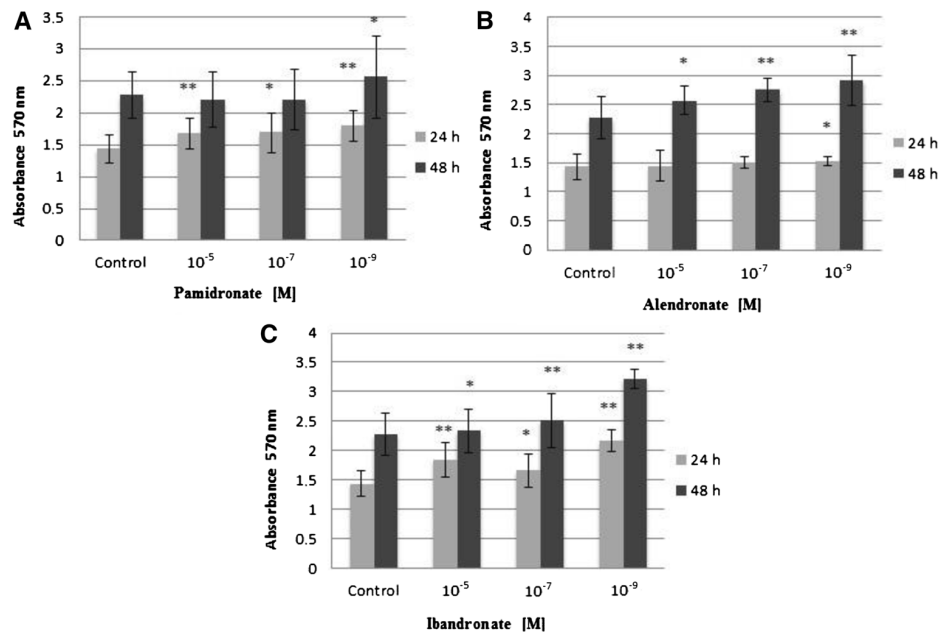 A
Absorbance 570 nm
3.5
3
2.5
2
1.5
1
0.5
0
** * ** *
Control 10⁻⁵ 10⁻⁷ 10⁻⁹
Pamidronate [M]
24 h
48 h
B
Absorbance 570 nm
4
3.5
3
2.5
2
1.5
1
0.5
0
* ** * **
Control 10⁻⁵ 10⁻⁷ 10⁻⁹
Alendronate [M]
24 h
48 h
C
Absorbance 570 nm
4
3.5
3
2.5
2
1.5
1
0.5
0
** * * ** ** **
Control 10⁻⁵ 10⁻⁷ 10⁻⁹
Ibandronate [M]
24 h
48 h